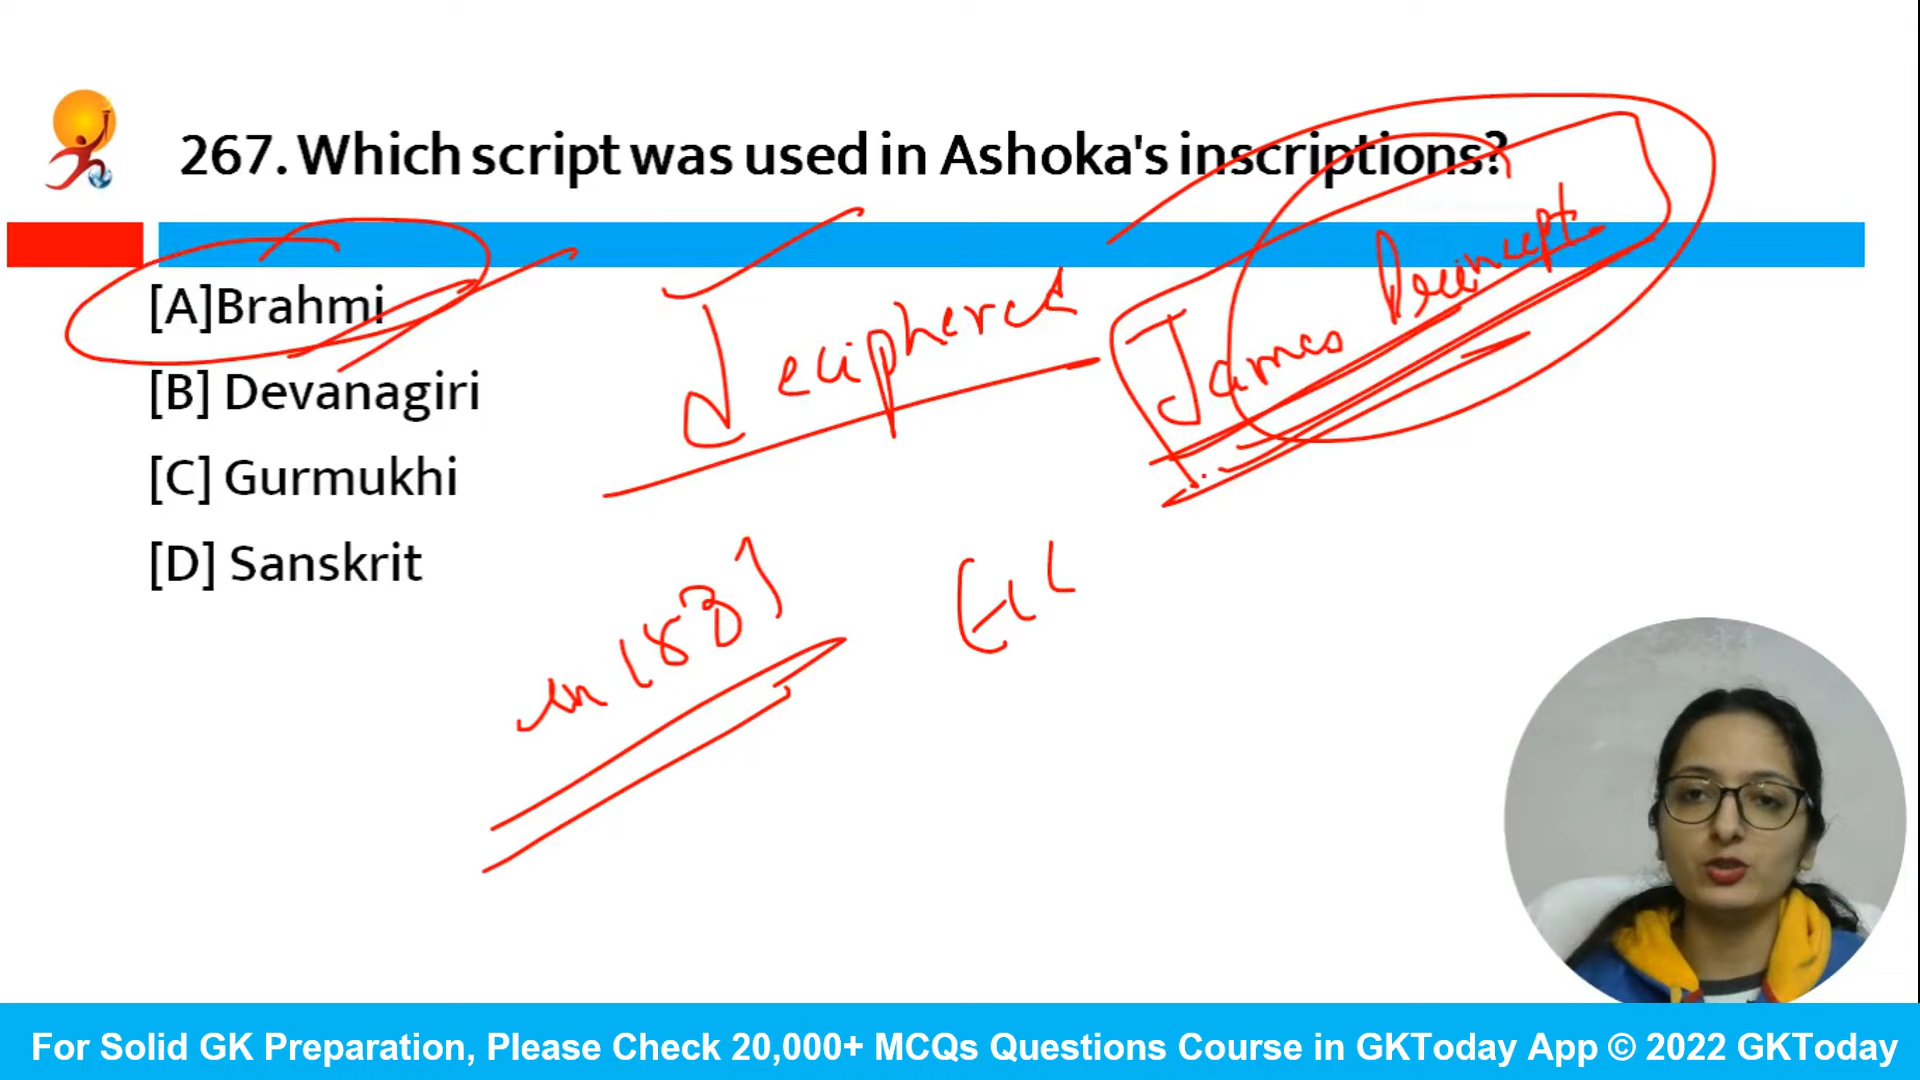 267. Which script was used in Ashoka's inscriptions?
[A]Brahmi
[B] Devanagiri
[C] Gurmukhi
[D] Sanskrit
Deciphered
James
in 1837
For Solid GK Preparation, Please Check 20,000+ MCQs Questions Course in GKToday App © 2022 GKToday